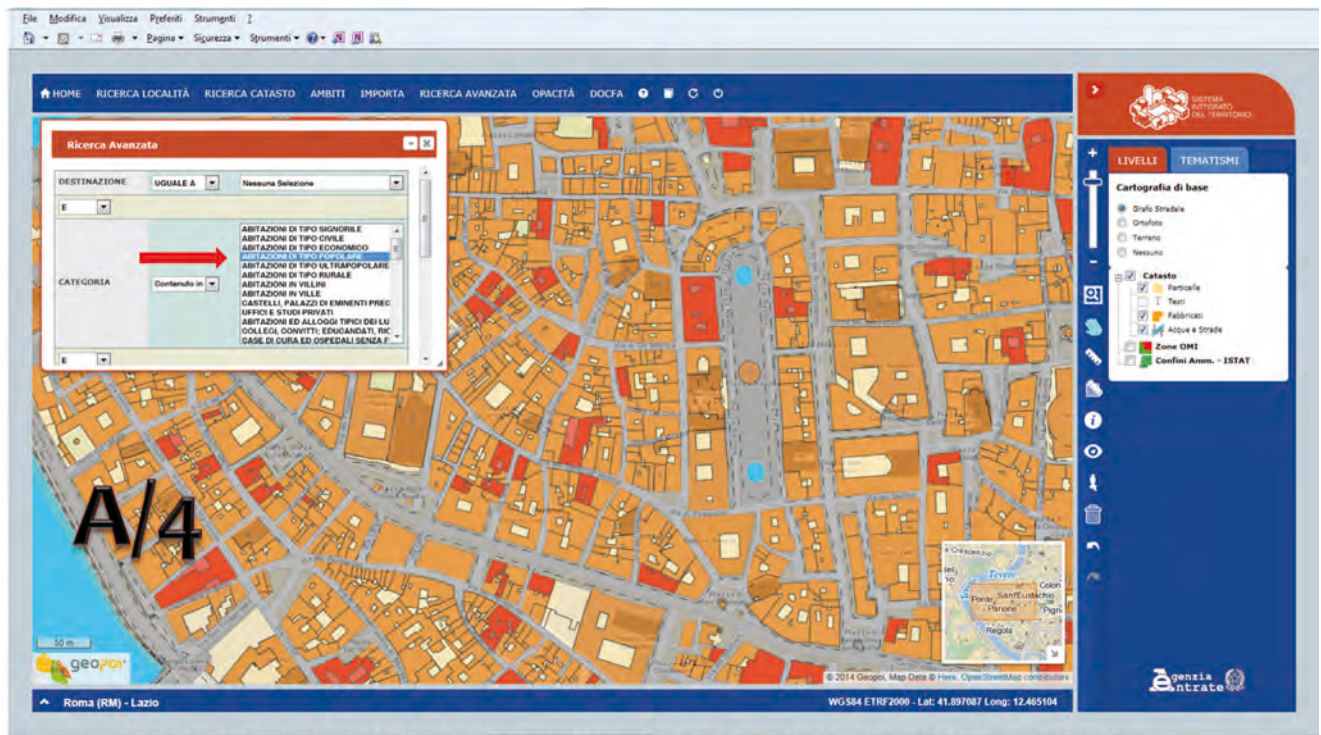 File Modifica Visualizza Preferiti Strumenti ?
Pagina Sicurezza Strumenti
HOME RICERCA LOCALITÀ RICERCA CATASTO AMBITI IMPORTA RICERCA AVANZATA OPACITÀ DOCFA
SISTEMA
INTEGRATO
DEL TERRITORIO
Ricerca Avanzata
DESTINAZIONE UGUALE A Nessuna Selezione
E
CATEGORIA Contenuto in
ABITAZIONI DI TIPO SIGNORILE
ABITAZIONI DI TIPO CIVILE
ABITAZIONI DI TIPO ECONOMICO
ABITAZIONI DI TIPO POPOLARE
ABITAZIONI DI TIPO ULTRAPOPOLARE
ABITAZIONI DI TIPO RURALE
ABITAZIONI IN VILLINI
ABITAZIONI IN VILLE
CASTELLI, PALAZZI DI EMINENTI PREG
UFFICI E STUDI PRIVATI
ABITAZIONI ED ALLOGGI TIPICI DEI LU
COLLEGI, CONVITTI; EDUCANDATI, RIC
CASE DI CURA ED OSPEDALI SENZA F
E
LIVELLI TEMATISMI
Cartografia di base
Grafo Stradale
Ortofoto
Terreno
Nessuno
Catasto
Particelle
Testi
Fabbricati
Acque e Strade
Zone OMI
Confini Amm. - ISTAT
A/4
Crescenzio
Tevere
Colon
Ponte Sant'Eustachio
Parione Pign
Regola
50 m
geopoi
© 2014 Geopoi, Map Data © Here, OpenStreetMap contributors
Roma (RM) - Lazio
WGS84 ETRF2000 - Lat: 41.897087 Long: 12.465104
agenzia
entrate